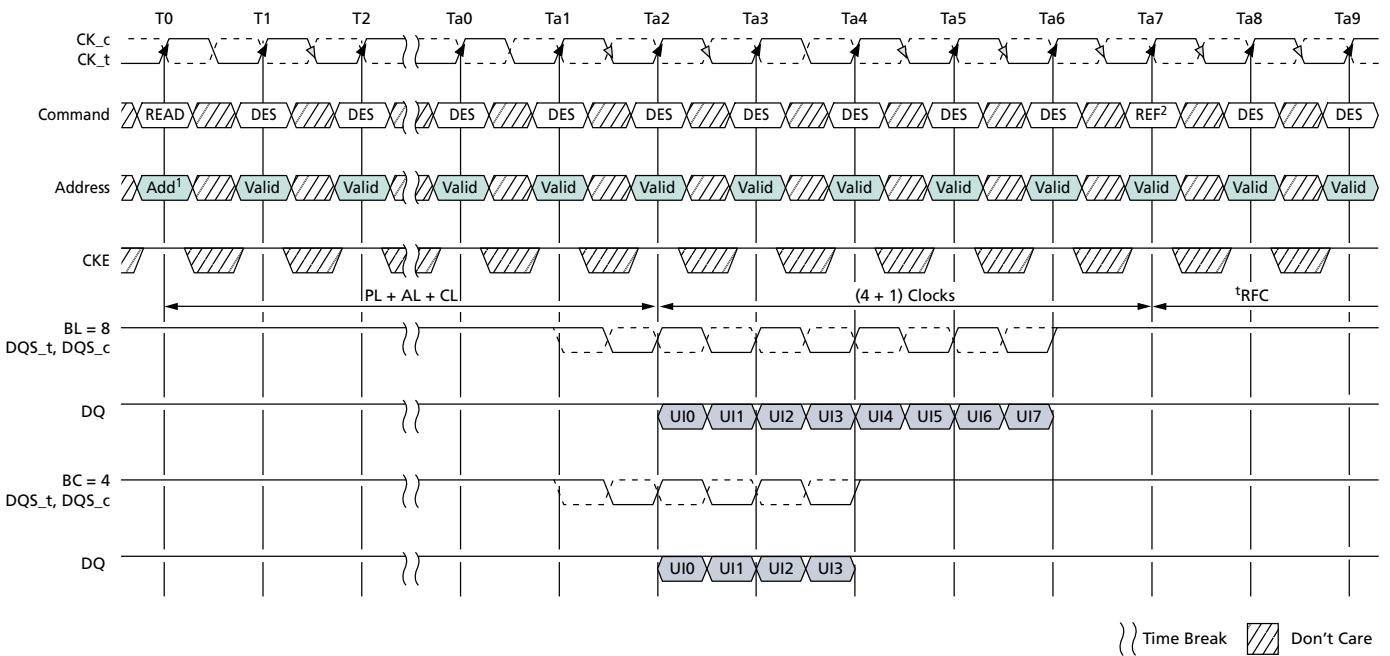 T0 T1 T2 Ta0 Ta1 Ta2 Ta3 Ta4 Ta5 Ta6 Ta7 Ta8 Ta9
CK_c
CK_t
Command READ DES DES DES DES DES DES DES DES DES REF² DES DES
Address Add¹ Valid Valid Valid Valid Valid Valid Valid Valid Valid Valid Valid Valid
CKE
PL + AL + CL (4 + 1) Clocks ᵗRFC
BL = 8
DQS_t, DQS_c
DQ UI0 UI1 UI2 UI3 UI4 UI5 UI6 UI7
BC = 4
DQS_t, DQS_c
DQ UI0 UI1 UI2 UI3
Time Break Don't Care